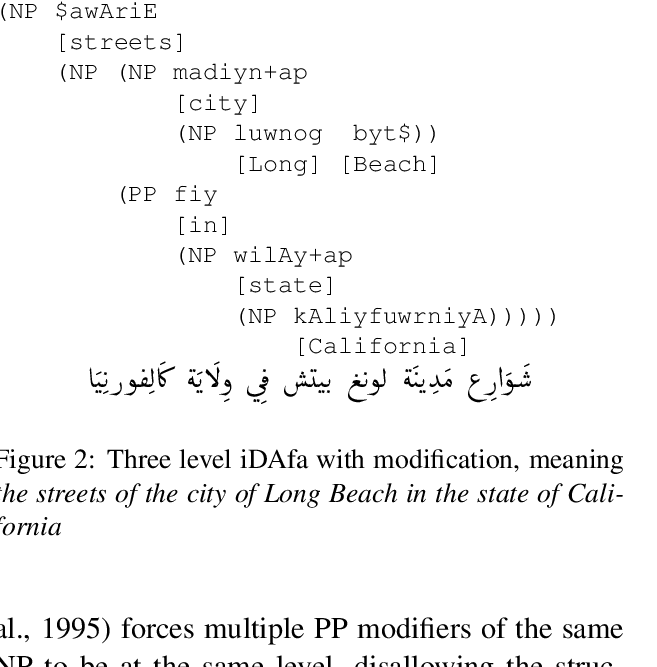 (NP $awAriE
[streets]
(NP (NP madiyn+ap
[city]
(NP luwnog byt$))
[Long] [Beach]
(PP fiy
[in]
(NP wilAy+ap
[state]
(NP kAliyfuwrniyA)))))
[California]
شَوَارِع مَدِينَة لونغ بيتش فِي وِلَايَة كَالِفورنِيَا
Figure 2: Three level iDAfa with modification, meaning
the streets of the city of Long Beach in the state of Cali-
fornia
al., 1995) forces multiple PP modifiers of the same
NP to be at the same level, disallowing the struc-